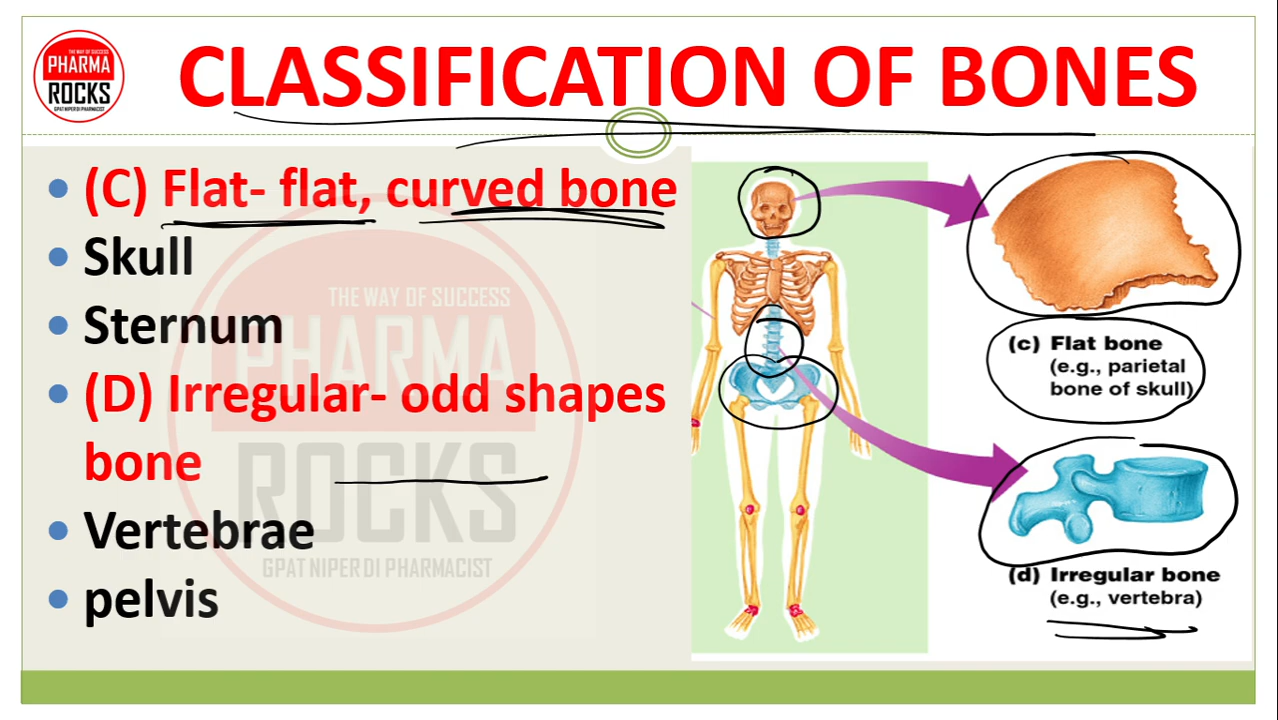 THE WAY OF SUCCESS
PHARMA
ROCKS
GPAT NIPER DI PHARMACIST
CLASSIFICATION OF BONES
• (C) Flat- flat, curved bone
• Skull
• Sternum
• (D) Irregular- odd shapes
bone
• Vertebrae
• pelvis
THE WAY OF SUCCESS
PHARMA
ROCKS
GPAT NIPER DI PHARMACIST
(c) Flat bone
(e.g., parietal
bone of skull)
(d) Irregular bone
(e.g., vertebra)